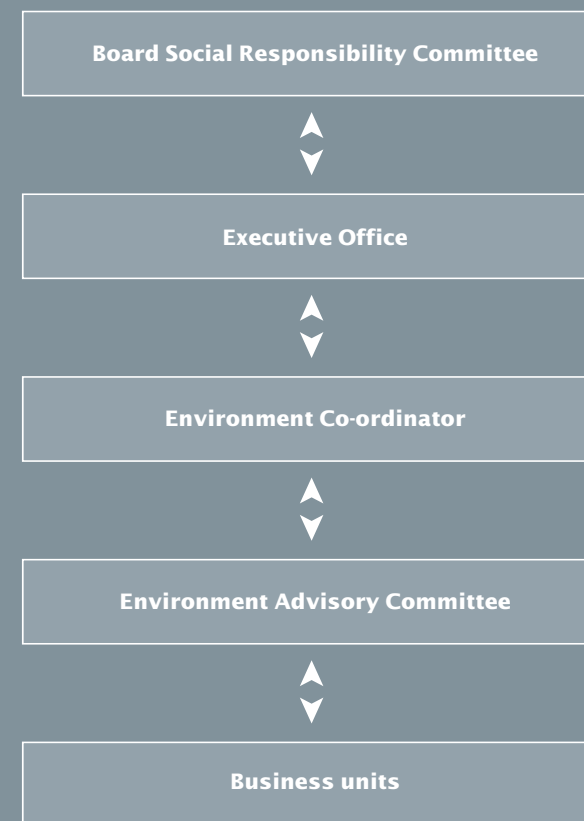 Board Social Responsibility Committee
Executive Office
Environment Co-ordinator
Environment Advisory Committee
Business units